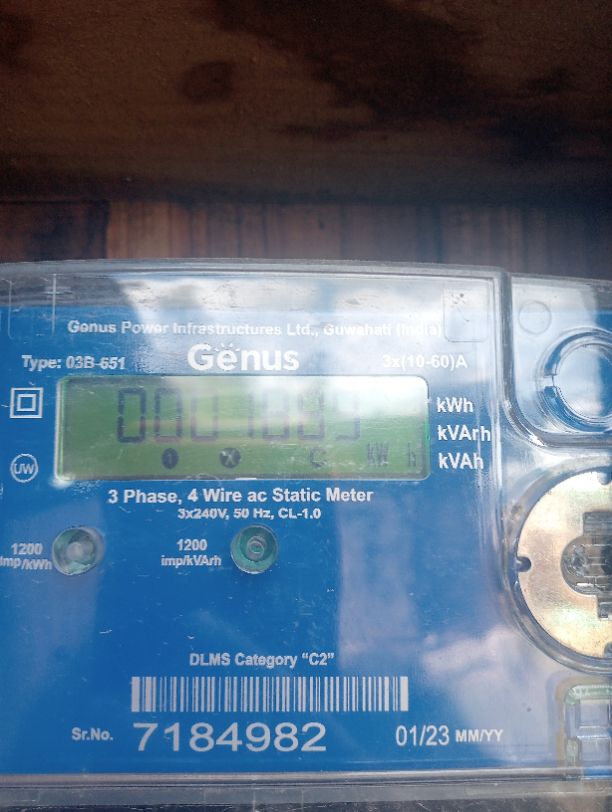 Genus Power Infrastructures Ltd., Guwahati (India)
Type: 03B-651
Genus
3x(10-60)A
kWh
kVArh
kVAh
kW h
UW
3 Phase, 4 Wire ac Static Meter
3x240V, 50 Hz, CL-1.0
1200
imp/kWh
1200
imp/kVArh
DLMS Category "C2"
Sr.No. 7184982
01/23 MM/YY